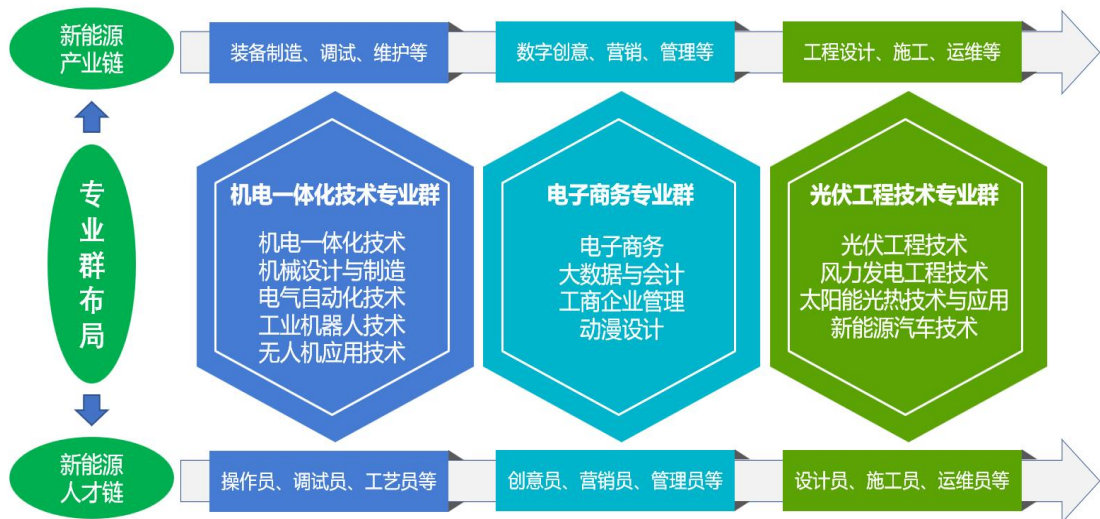 新能源
产业链
装备制造、调试、维护等
数字创意、营销、管理等
工程设计、施工、运维等
专
业
群
布
局
机电一体化技术专业群
机电一体化技术
机械设计与制造
电气自动化技术
工业机器人技术
无人机应用技术
电子商务专业群
电子商务
大数据与会计
工商企业管理
动漫设计
光伏工程技术专业群
光伏工程技术
风力发电工程技术
太阳能光热技术与应用
新能源汽车技术
新能源
人才链
操作员、调试员、工艺员等
创意员、营销员、管理员等
设计员、施工员、运维员等